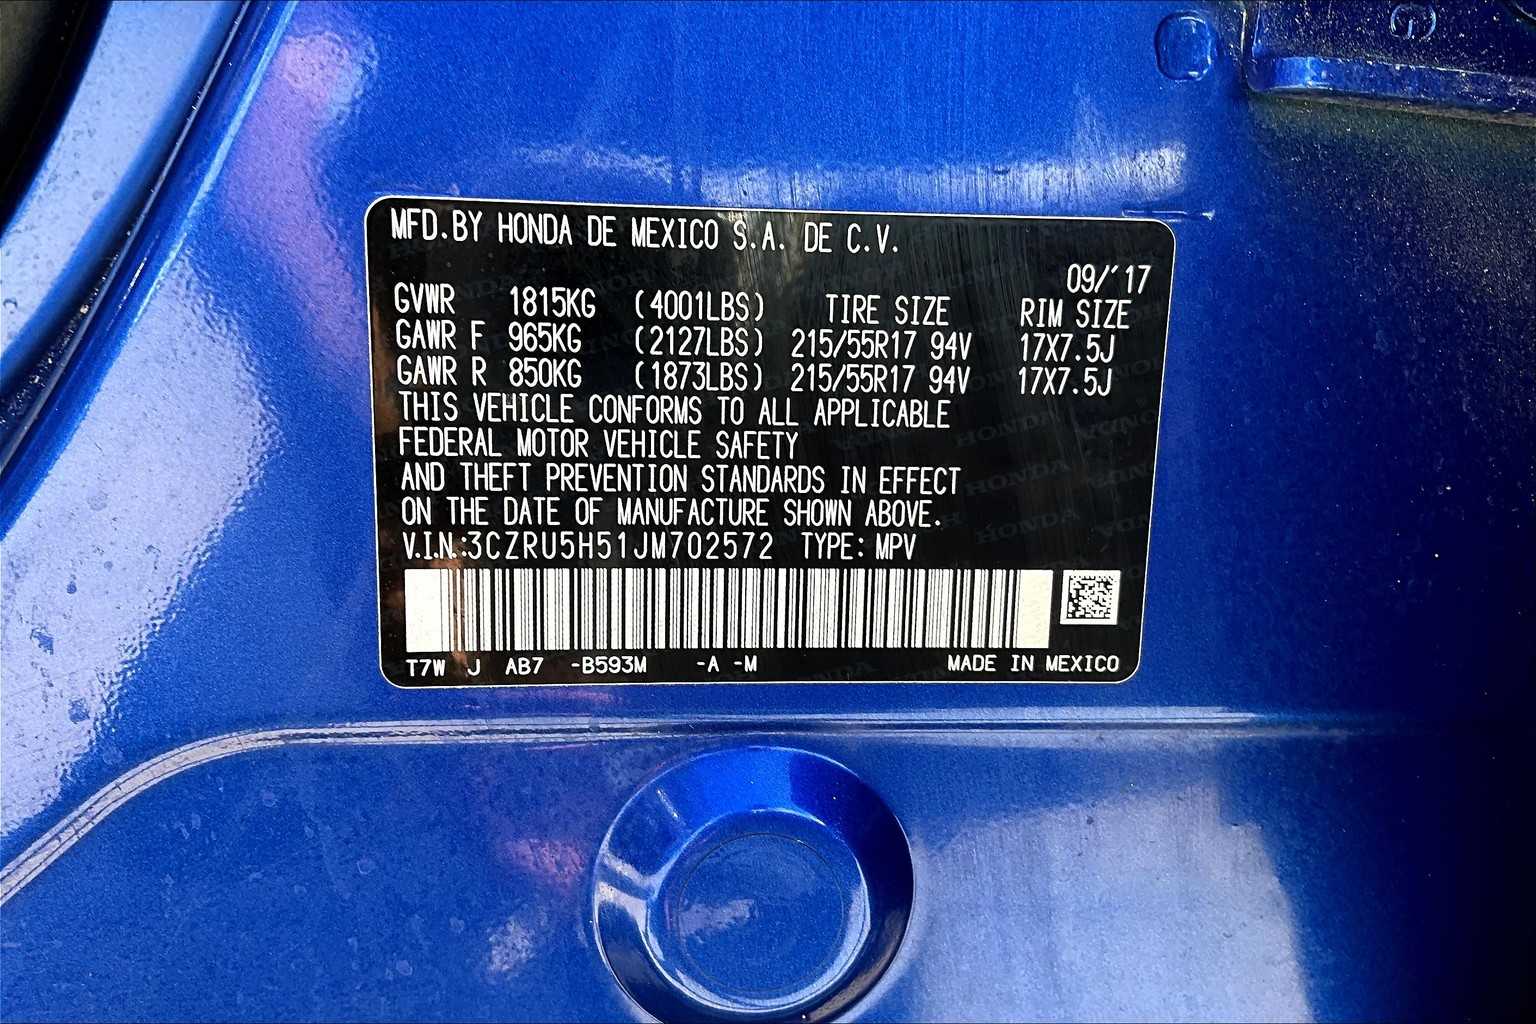 MFD.BY HONDA DE MEXICO S.A. DE C.V.
09/'17
GVWR 1815KG (4001LBS) TIRE SIZE RIM SIZE
GAWR F 965KG (2127LBS) 215/55R17 94V 17X7.5J
GAWR R 850KG (1873LBS) 215/55R17 94V 17X7.5J
THIS VEHICLE CONFORMS TO ALL APPLICABLE
FEDERAL MOTOR VEHICLE SAFETY
AND THEFT PREVENTION STANDARDS IN EFFECT
ON THE DATE OF MANUFACTURE SHOWN ABOVE.
V.I.N.:3CZRU5H51JM702572 TYPE: MPV
T7W J AB7 -B593M -A -M MADE IN MEXICO